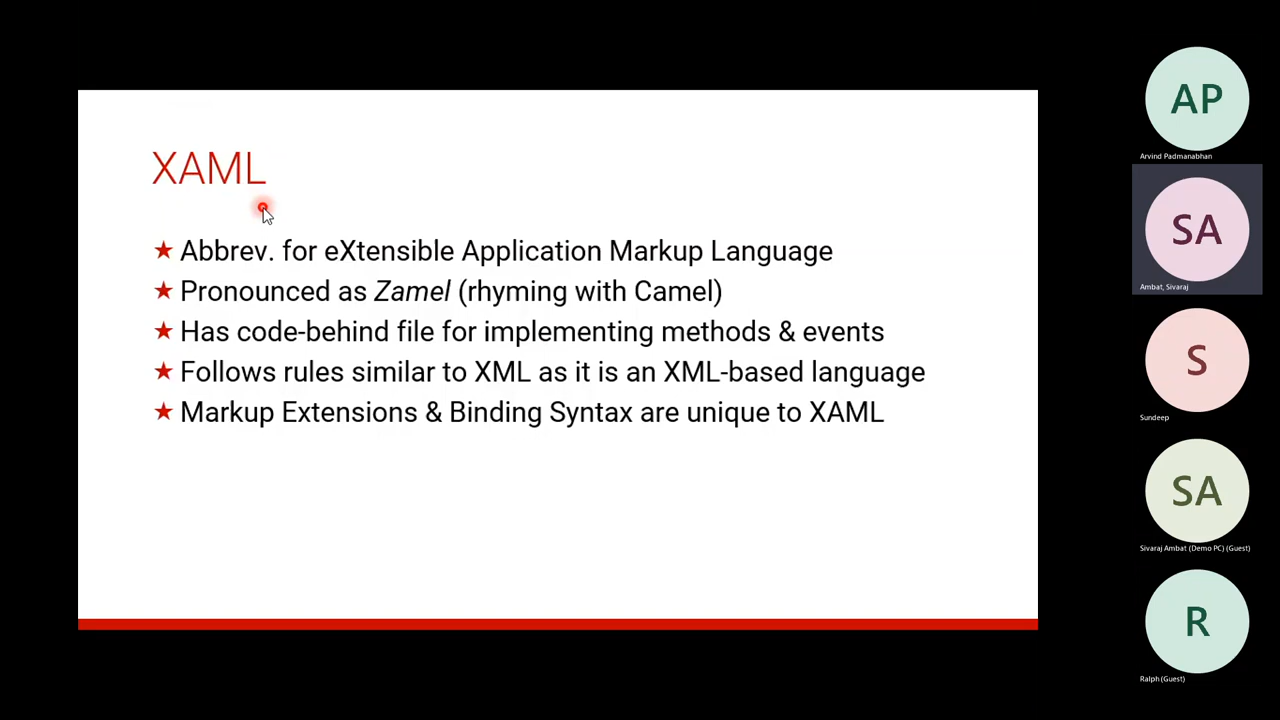 XAML
★ Abbrev. for eXtensible Application Markup Language
★ Pronounced as Zamel (rhyming with Camel)
★ Has code-behind file for implementing methods & events
★ Follows rules similar to XML as it is an XML-based language
★ Markup Extensions & Binding Syntax are unique to XAML
AP
Arvind Padmanabhan
SA
Ambat, Sivaraj
S
Sundeep
SA
Sivaraj Ambat (Demo PC) (Guest)
R
Ralph (Guest)